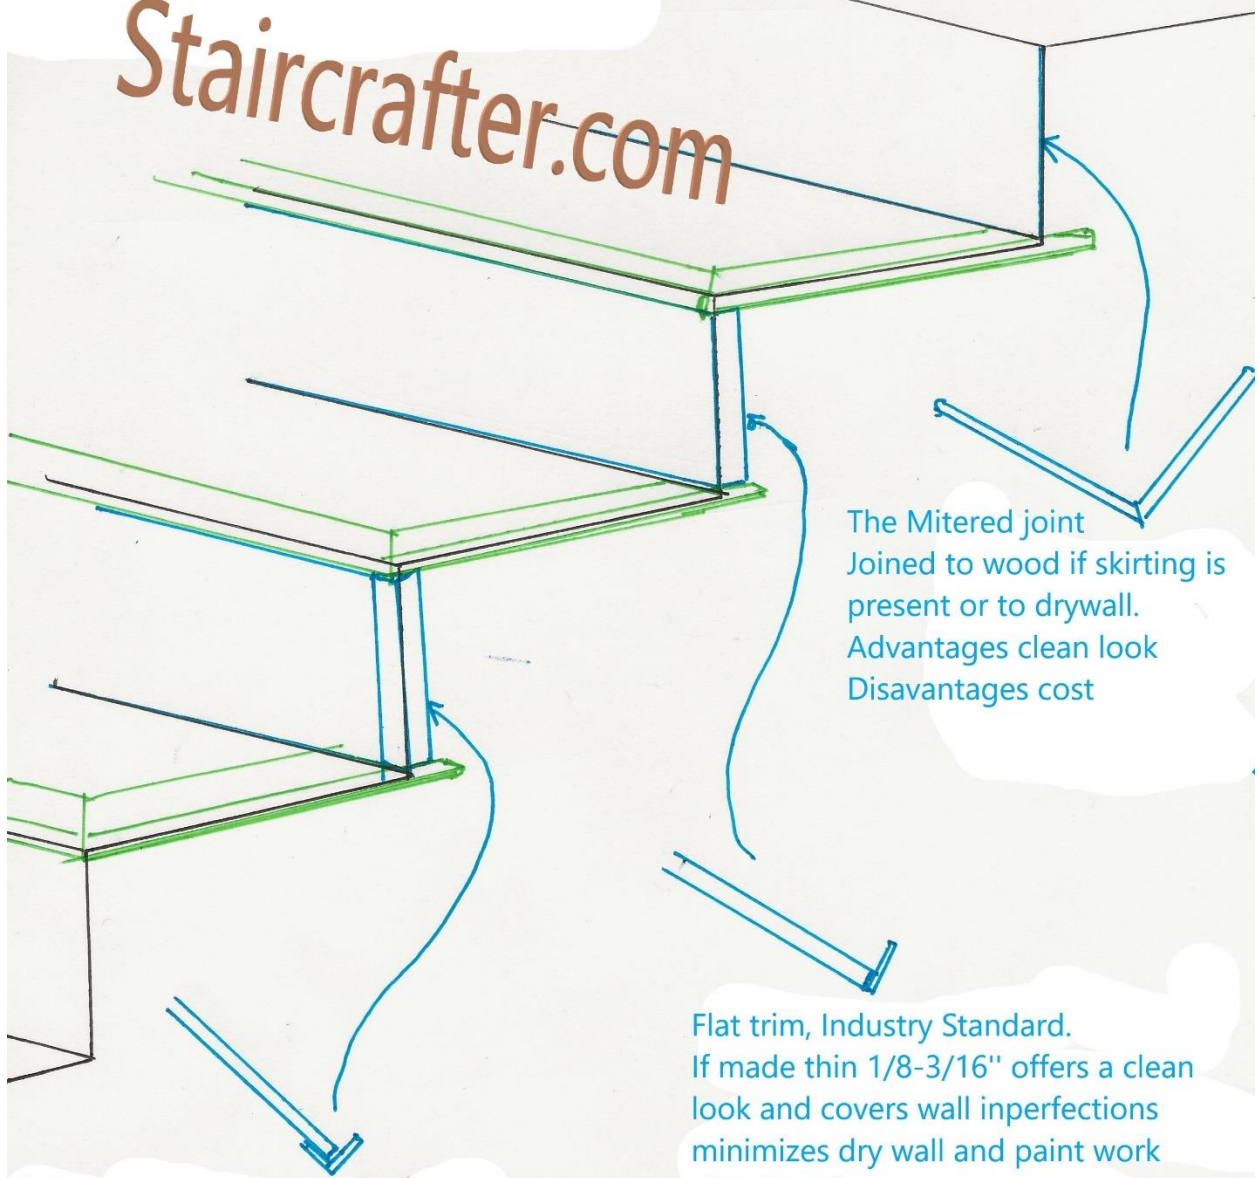 Staircrafter.com
The Mitered joint
Joined to wood if skirting is
present or to drywall.
Advantages clean look
Disavantages cost
Flat trim, Industry Standard.
If made thin 1/8-3/16'' offers a clean
look and covers wall inperfections
minimizes dry wall and paint work